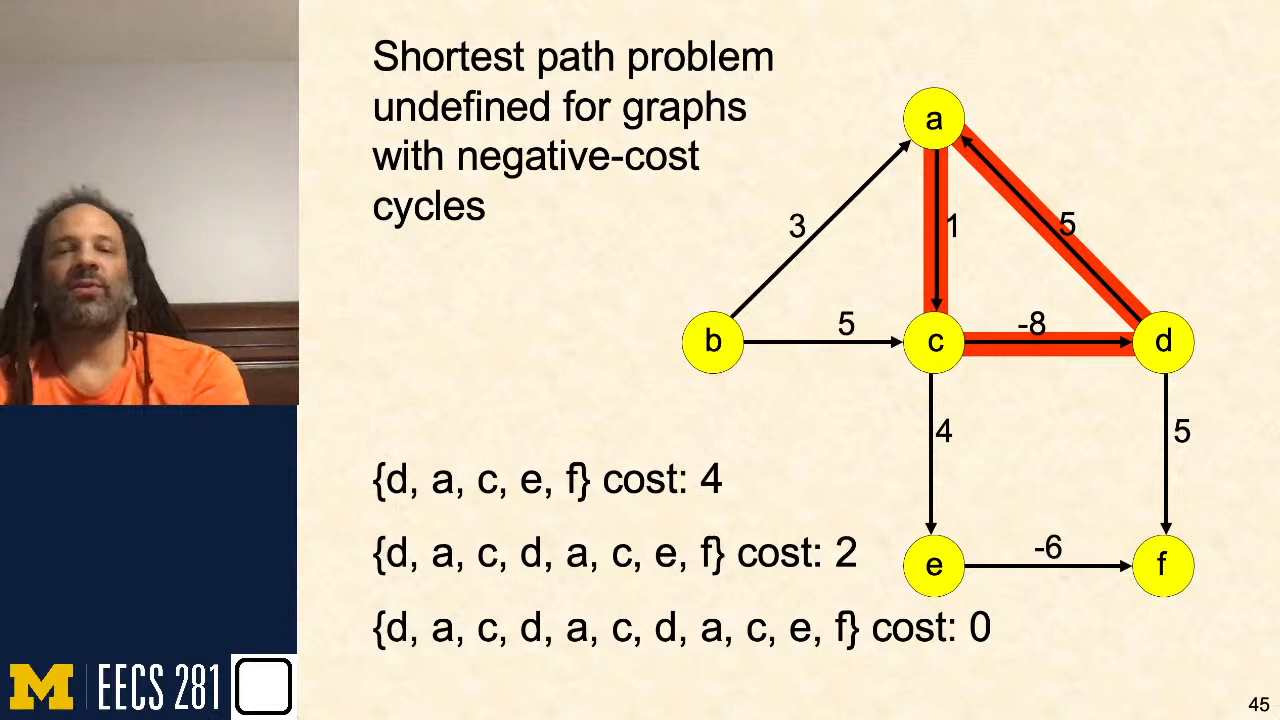 Shortest path problem
undefined for graphs
with negative-cost
cycles
a
3
1
5
b
5
c
-8
d
4
5
{d, a, c, e, f} cost: 4
{d, a, c, d, a, c, e, f} cost: 2
e
-6
f
{d, a, c, d, a, c, d, a, c, e, f} cost: 0
M EECS 281
45